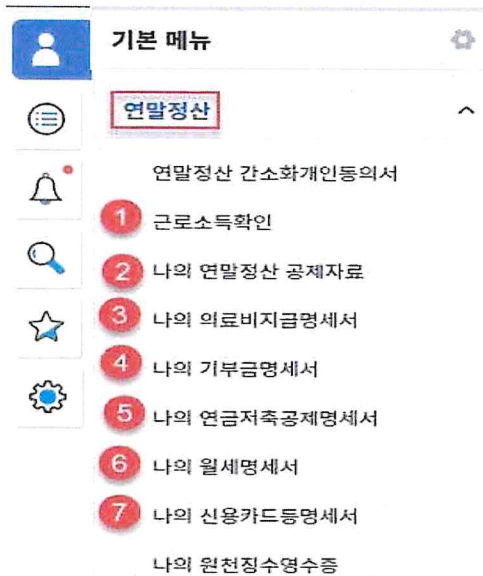 기본 메뉴
연말정산
연말정산 간소화개인동의서
1 근로소득확인
2 나의 연말정산 공제자료
3 나의 의료비지급명세서
4 나의 기부금명세서
5 나의 연금저축공제명세서
6 나의 월세명세서
7 나의 신용카드등명세서
나의 원천징수영수증